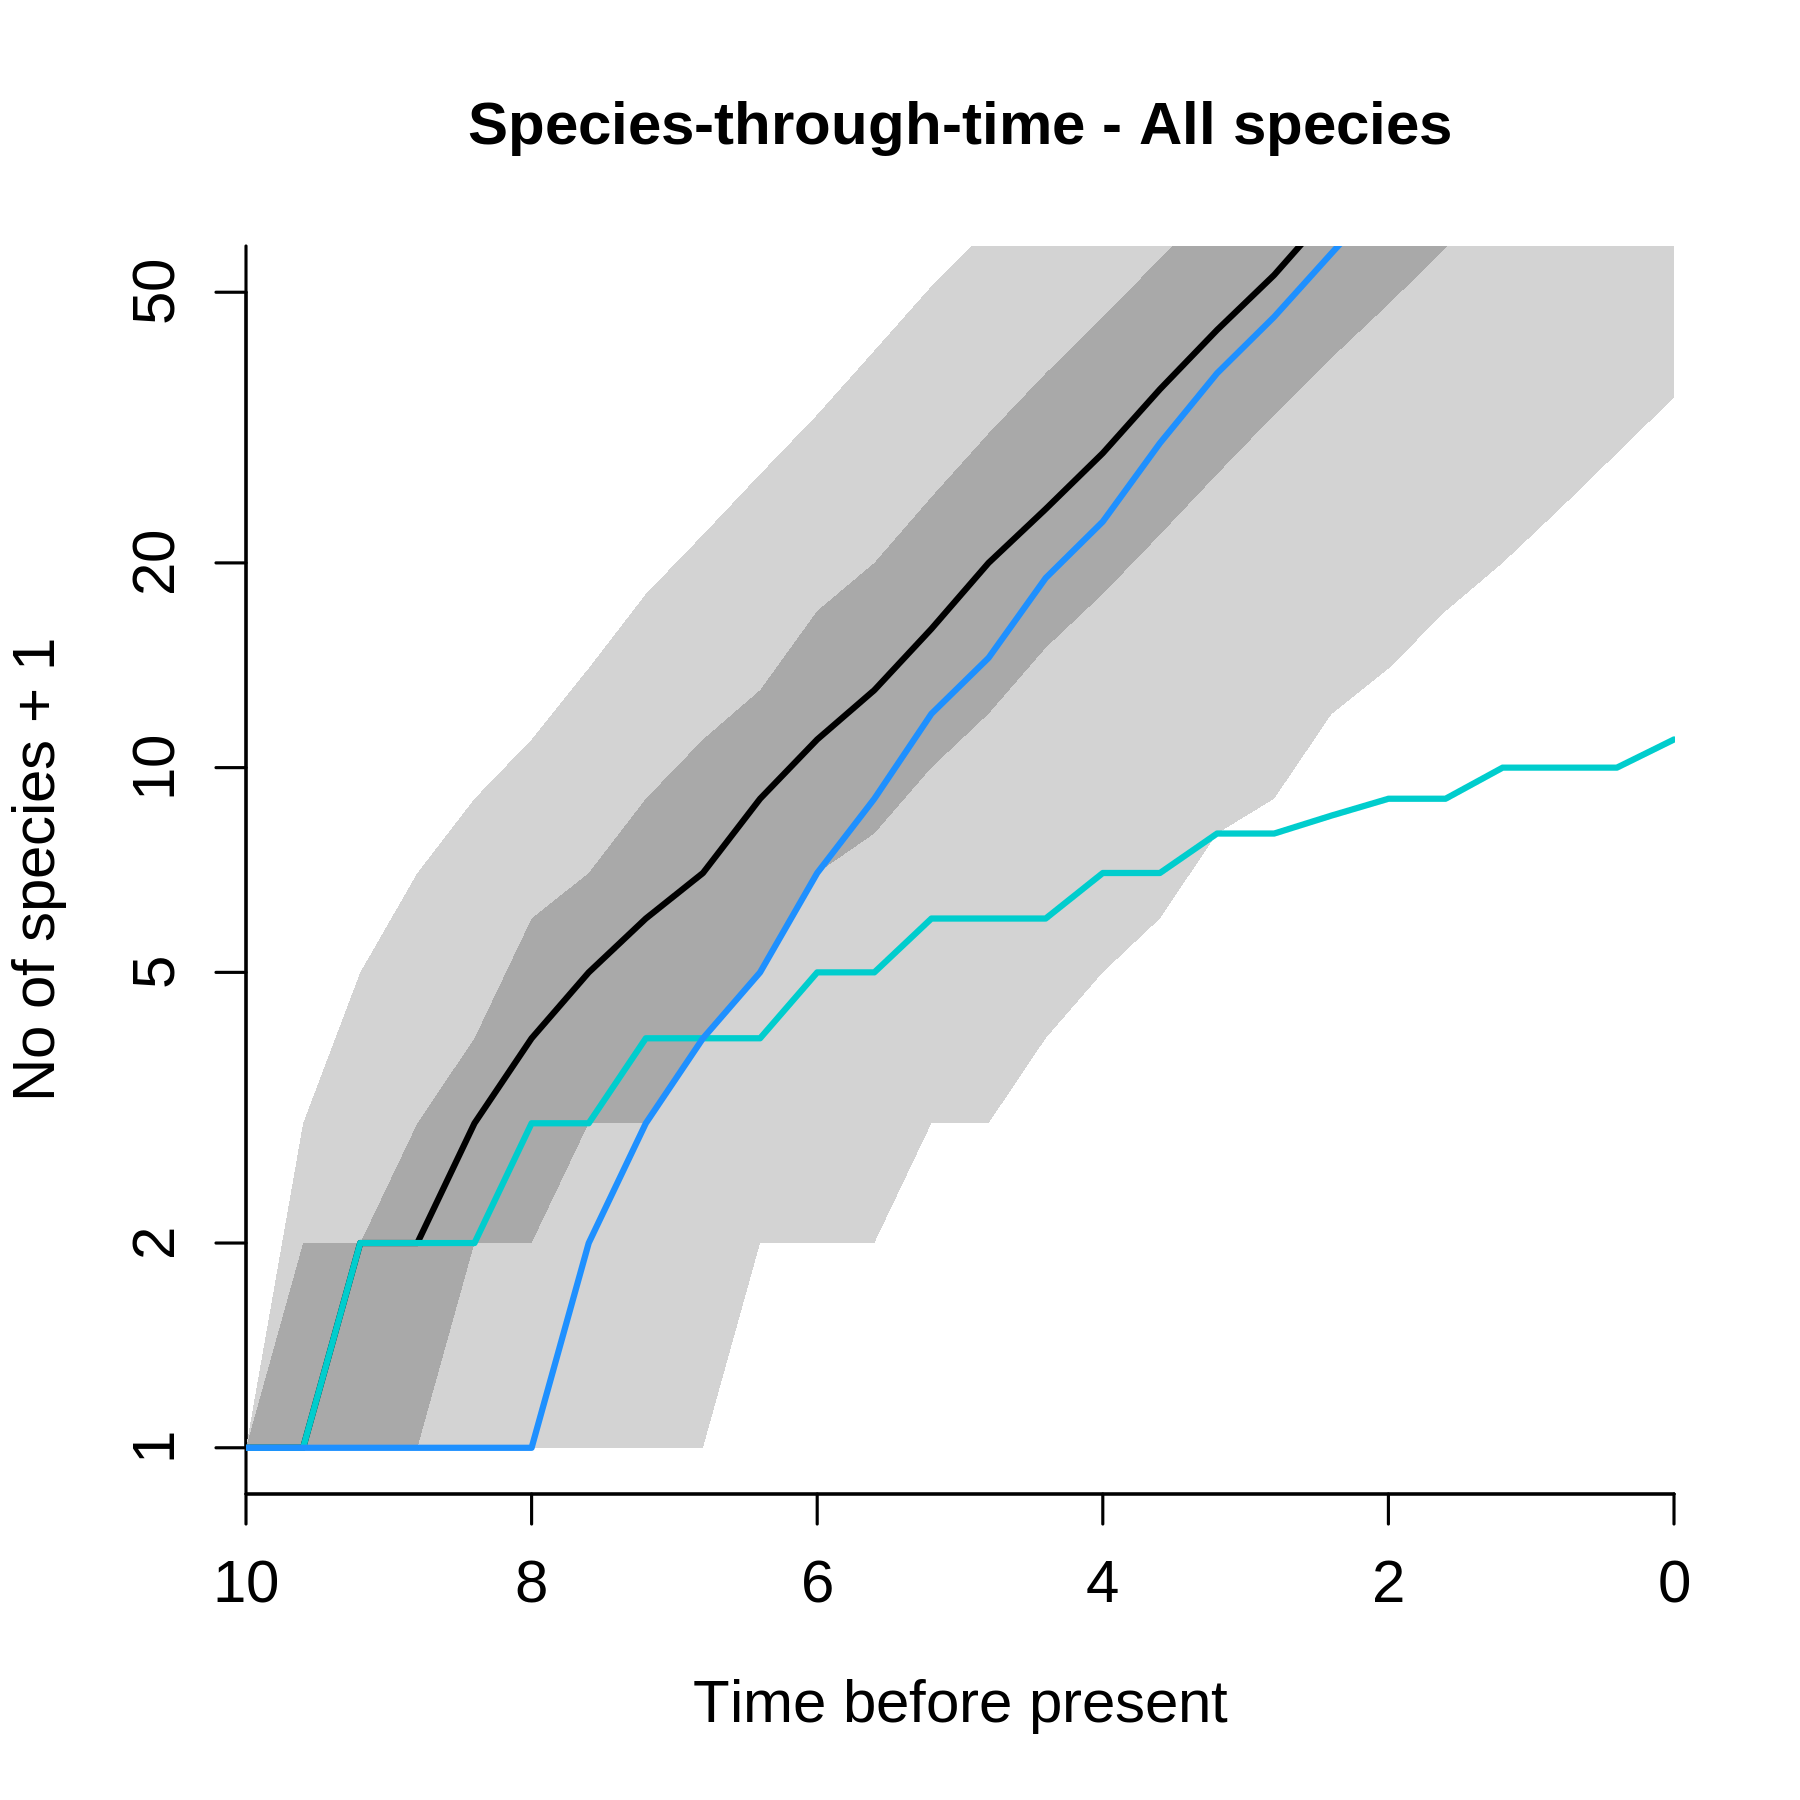 Species-through-time - All species
No of species + 1
50
20
10
5
2
1
10 8 6 4 2 0
Time before present